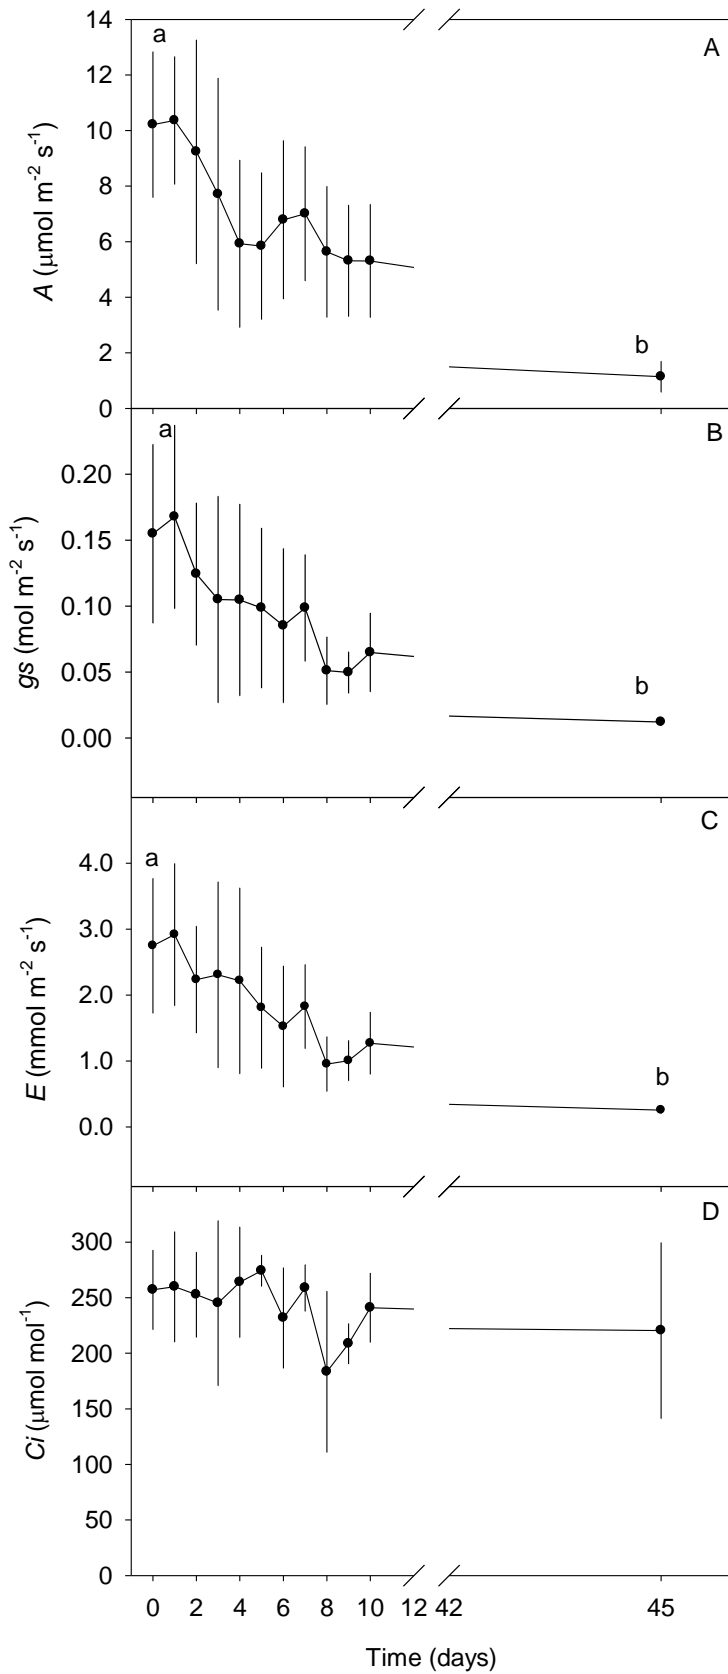 14
a
A
12
10
8
6
4
2
0
b
A (μmol m-2 s-1)
a
B
0.20
0.15
0.10
0.05
0.00
b
gs (mol m-2 s-1)
C
a
4.0
3.0
2.0
1.0
0.0
b
E (mmol m-2 s-1)
D
300
250
200
150
100
50
0
Ci (μmol mol-1)
0 2 4 6 8 10 12 42 45
Time (days)